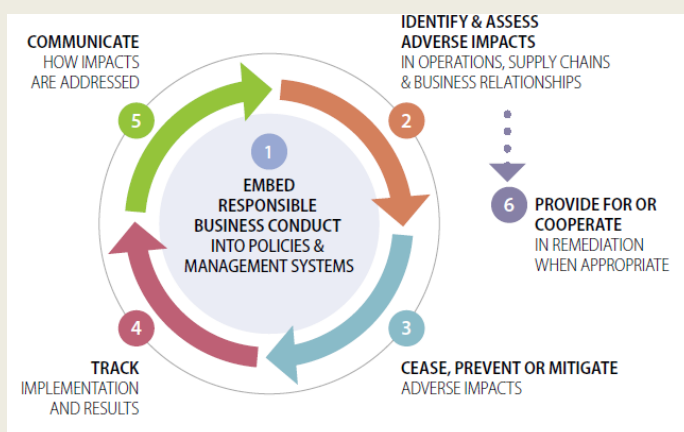 1
EMBED
RESPONSIBLE
BUSINESS CONDUCT
INTO POLICIES &
MANAGEMENT SYSTEMS
2
IDENTIFY & ASSESS
ADVERSE IMPACTS
IN OPERATIONS, SUPPLY CHAINS
& BUSINESS RELATIONSHIPS
3
CEASE, PREVENT OR MITIGATE
ADVERSE IMPACTS
4
TRACK
IMPLEMENTATION
AND RESULTS
5
COMMUNICATE
HOW IMPACTS
ARE ADDRESSED
6
PROVIDE FOR OR
COOPERATE
IN REMEDIATION
WHEN APPROPRIATE